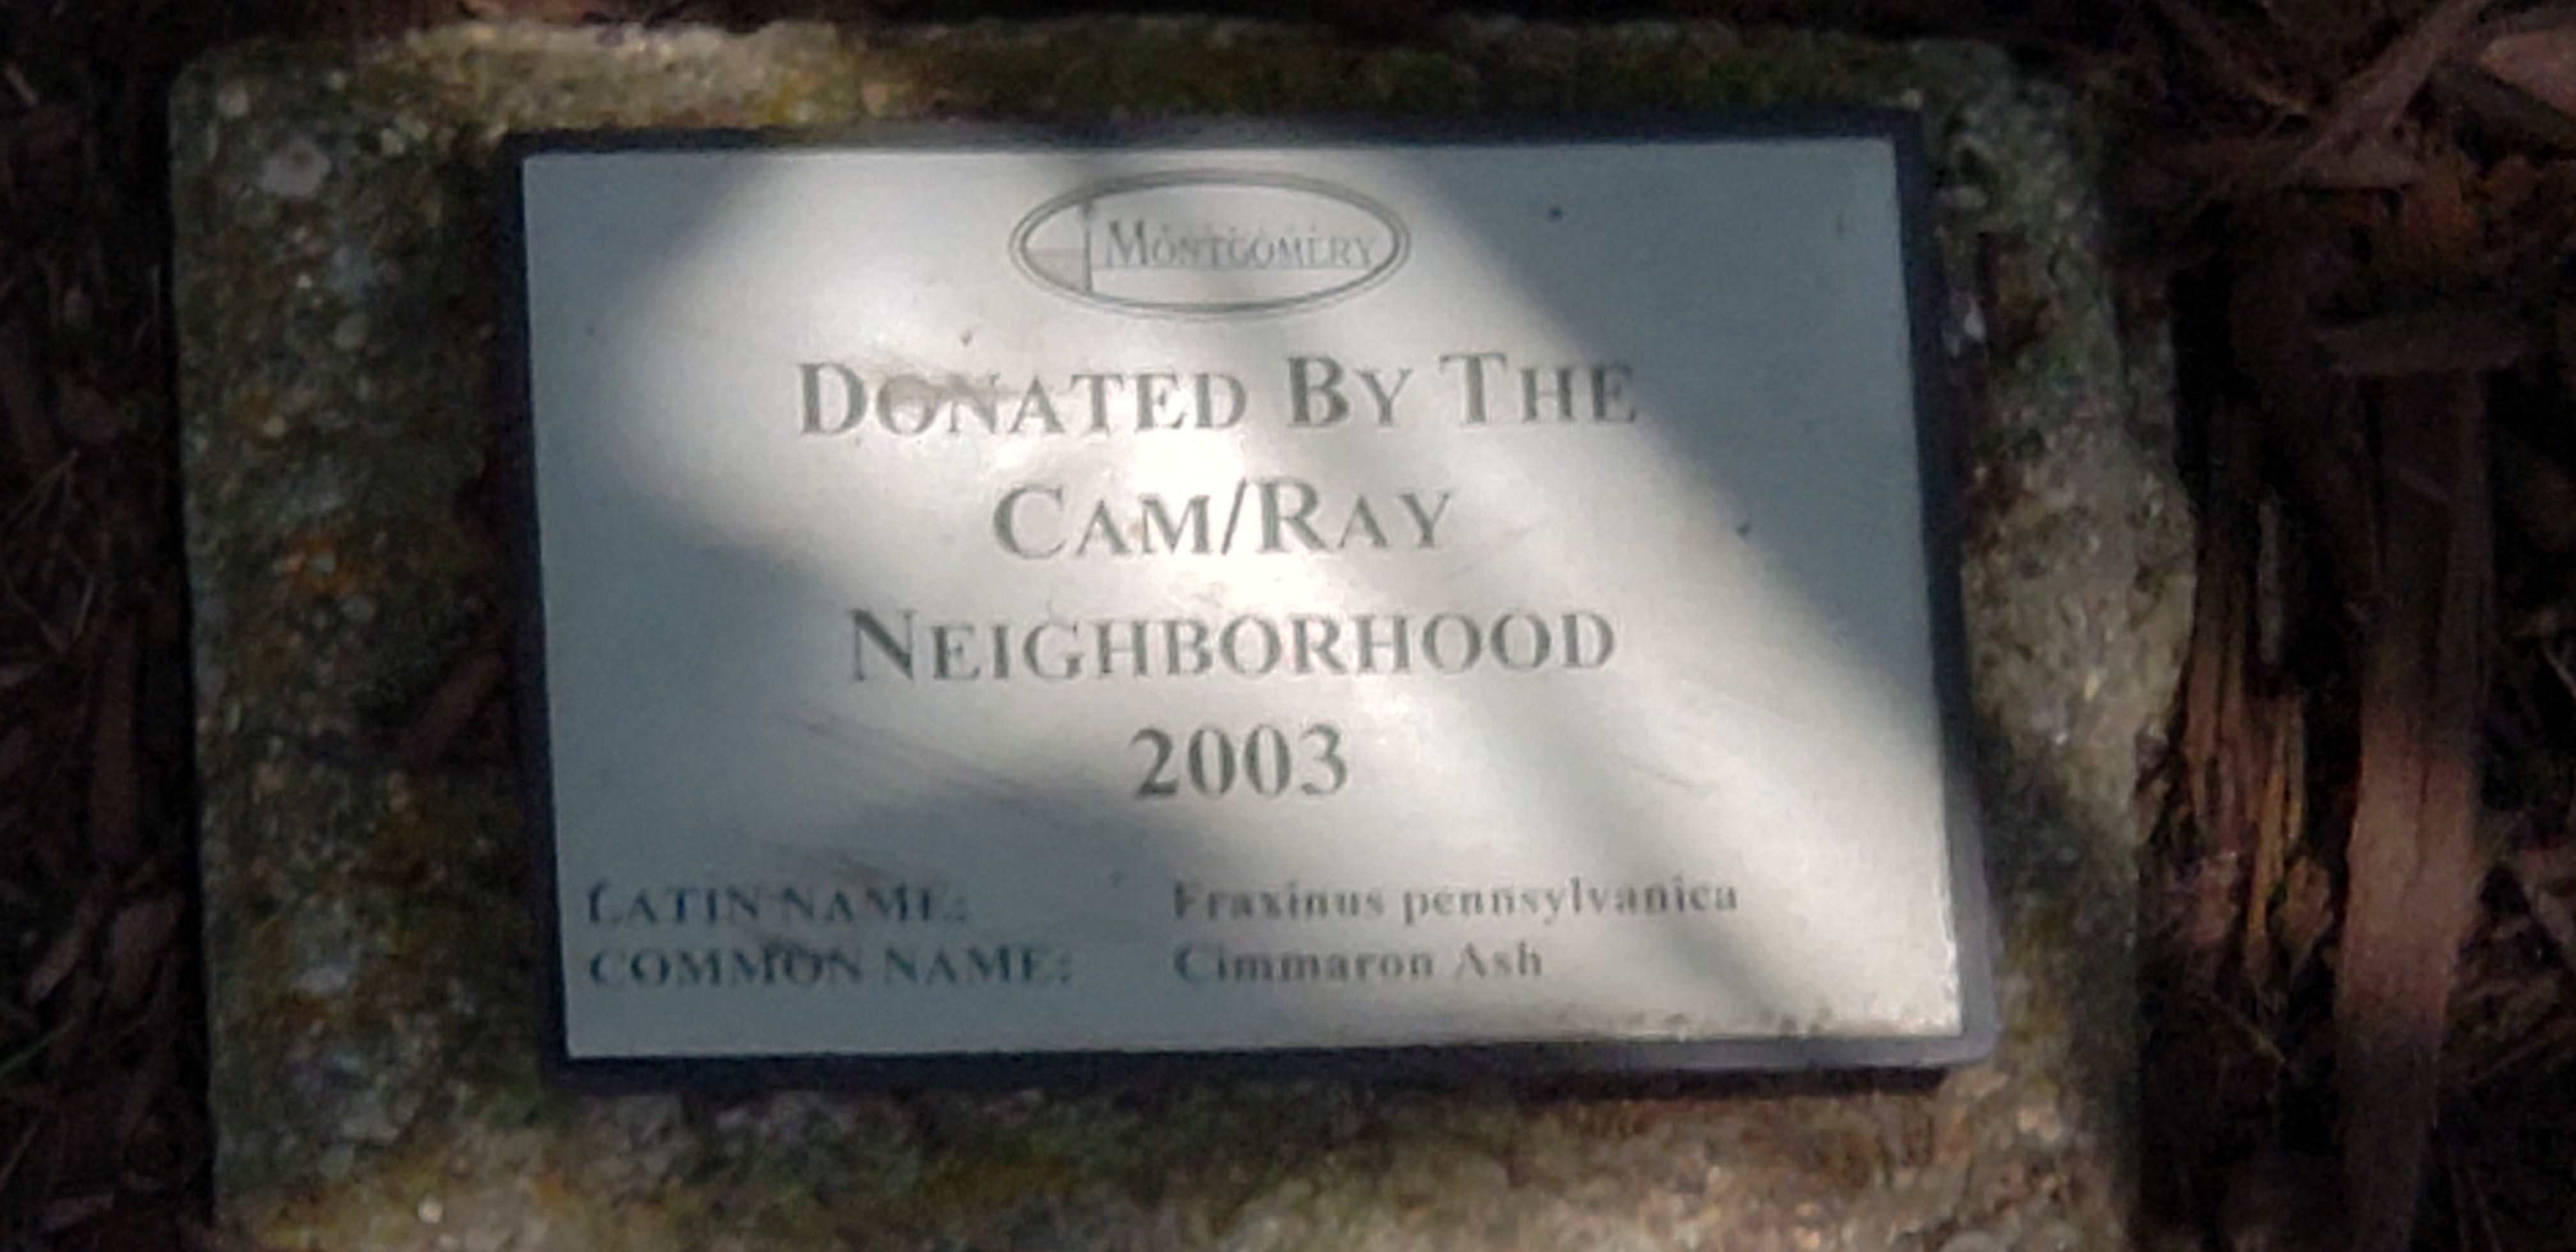 MONTGOMERY
DONATED BY THE
CAM/RAY
NEIGHBORHOOD
2003
LATIN NAME: Fraxinus pennsylvanica
COMMON NAME: Cimmaron Ash